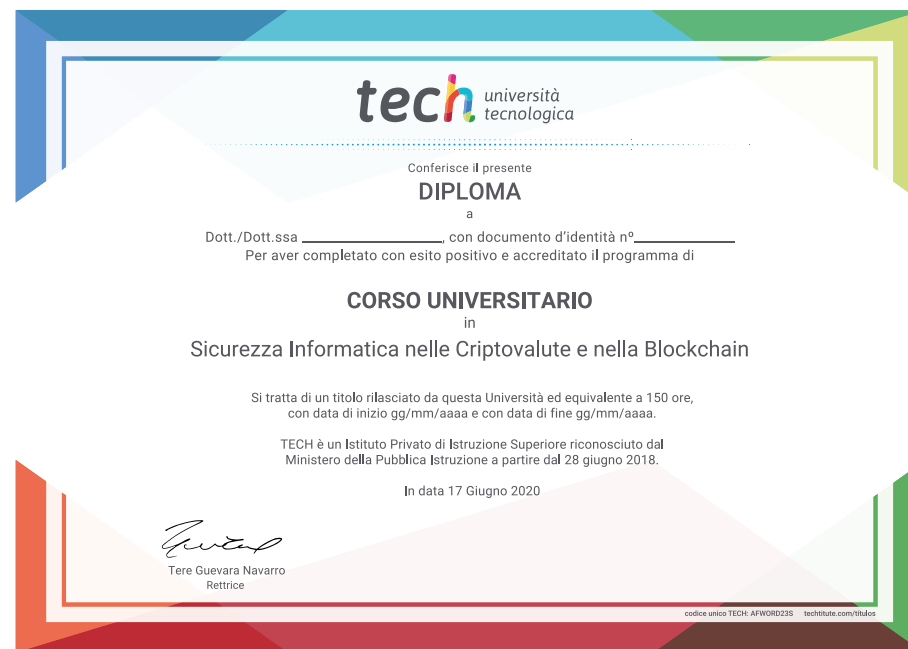 tech università
tecnologica
Conferisce il presente
DIPLOMA
a
Dott./Dott.ssa ____________________, con documento d'identità nº______________
Per aver completato con esito positivo e accreditato il programma di
CORSO UNIVERSITARIO
in
Sicurezza Informatica nelle Criptovalute e nella Blockchain
Si tratta di un titolo rilasciato da questa Università ed equivalente a 150 ore,
con data di inizio gg/mm/aaaa e con data di fine gg/mm/aaaa.
TECH è un Istituto Privato di Istruzione Superiore riconosciuto dal
Ministero della Pubblica Istruzione a partire dal 28 giugno 2018.
In data 17 Giugno 2020
Tere Guevara Navarro
Rettrice
codice unico TECH: AFWORD23S techtitute.com/titulos